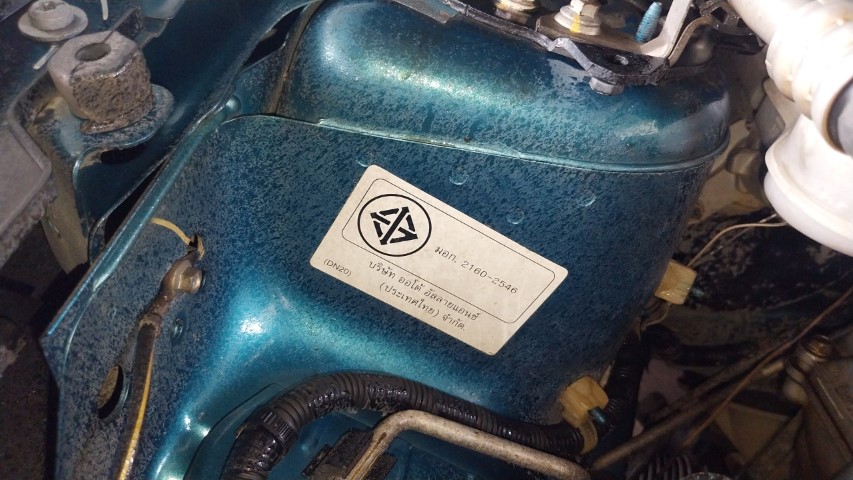 มอก. 2160-2546
(DN20) บริษัท ออโต้ อัลลายแอนซ์
(ประเทศไทย) จำกัด